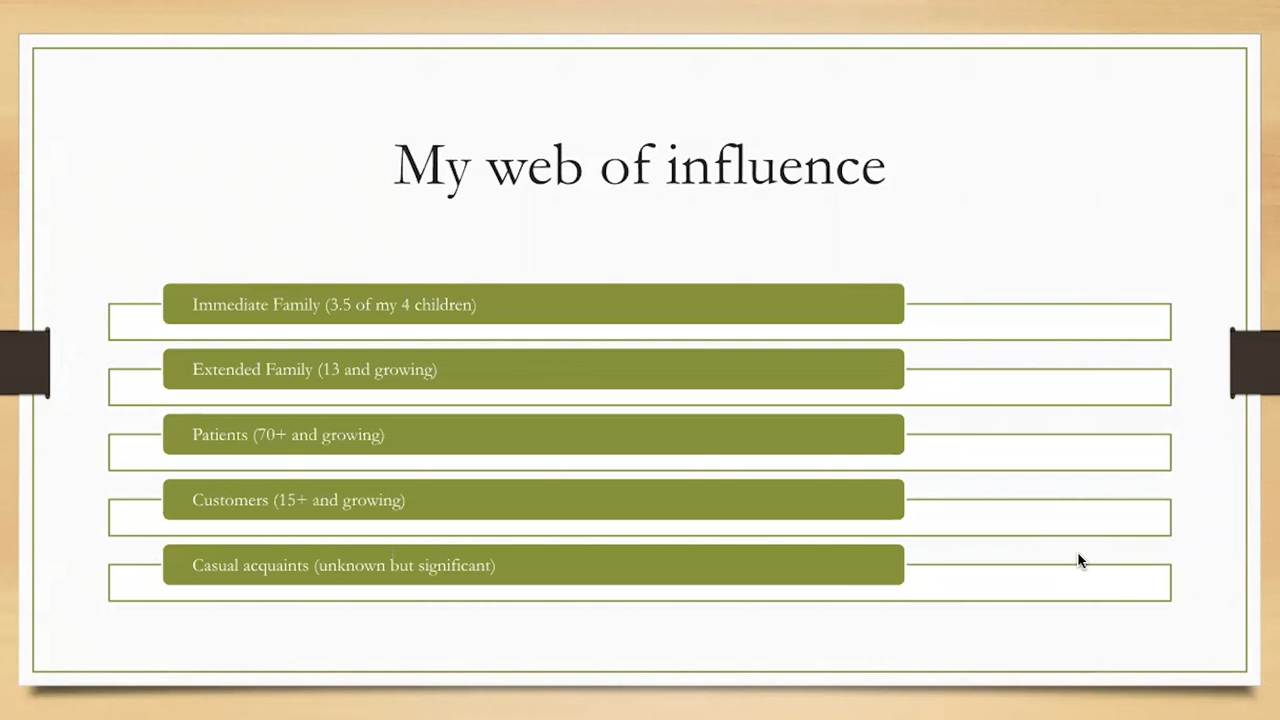 My web of influence
Immediate Family (3.5 of my 4 children)
Extended Family (13 and growing)
Patients (70+ and growing)
Customers (15+ and growing)
Casual acquaints (unknown but significant)